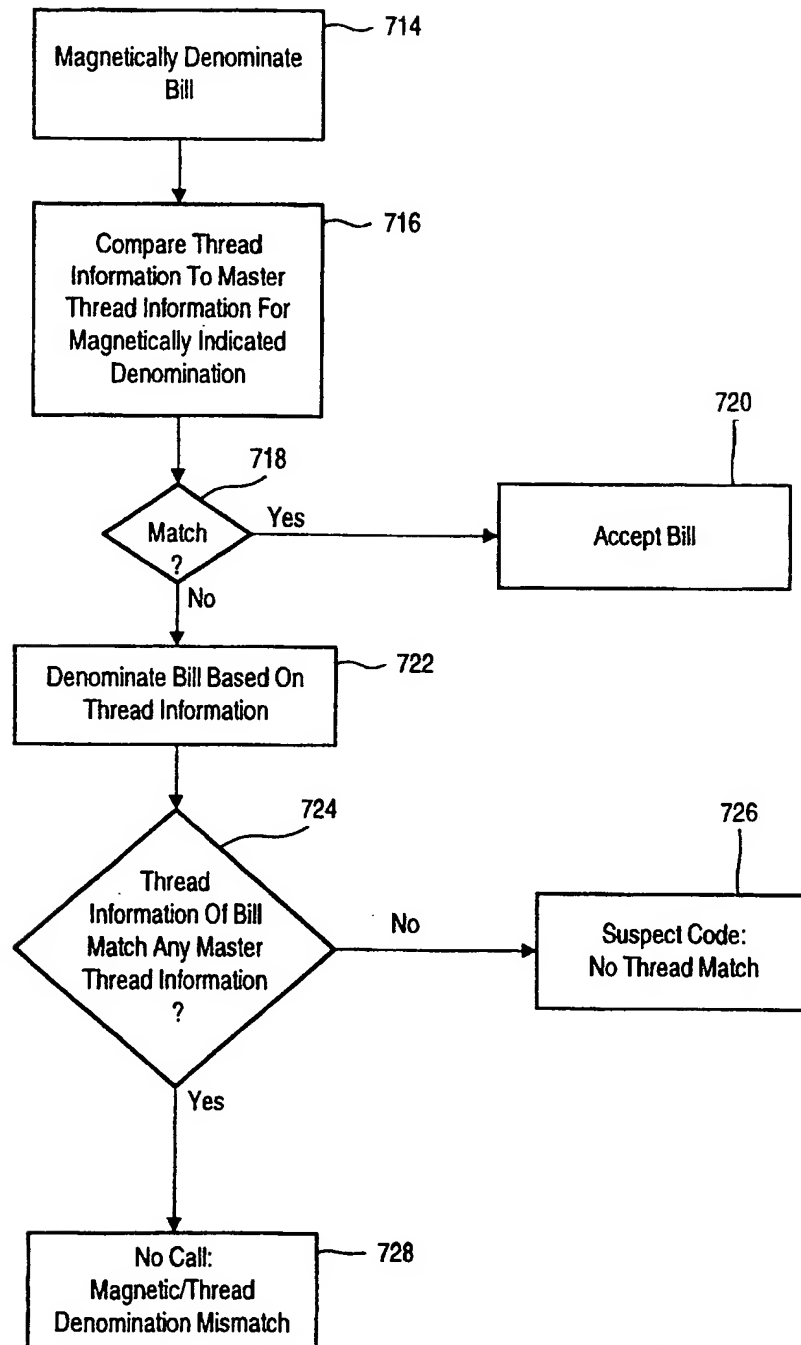 714
Magnetically Denominate
Bill
716
Compare Thread
Information To Master
Thread Information For
Magnetically Indicated
Denomination
718
Match
?
Yes
720
Accept Bill
No
722
Denominate Bill Based On
Thread Information
724
Thread
Information Of Bill
Match Any Master
Thread Information
?
No
726
Suspect Code:
No Thread Match
Yes
728
No Call:
Magnetic/Thread
Denomination Mismatch